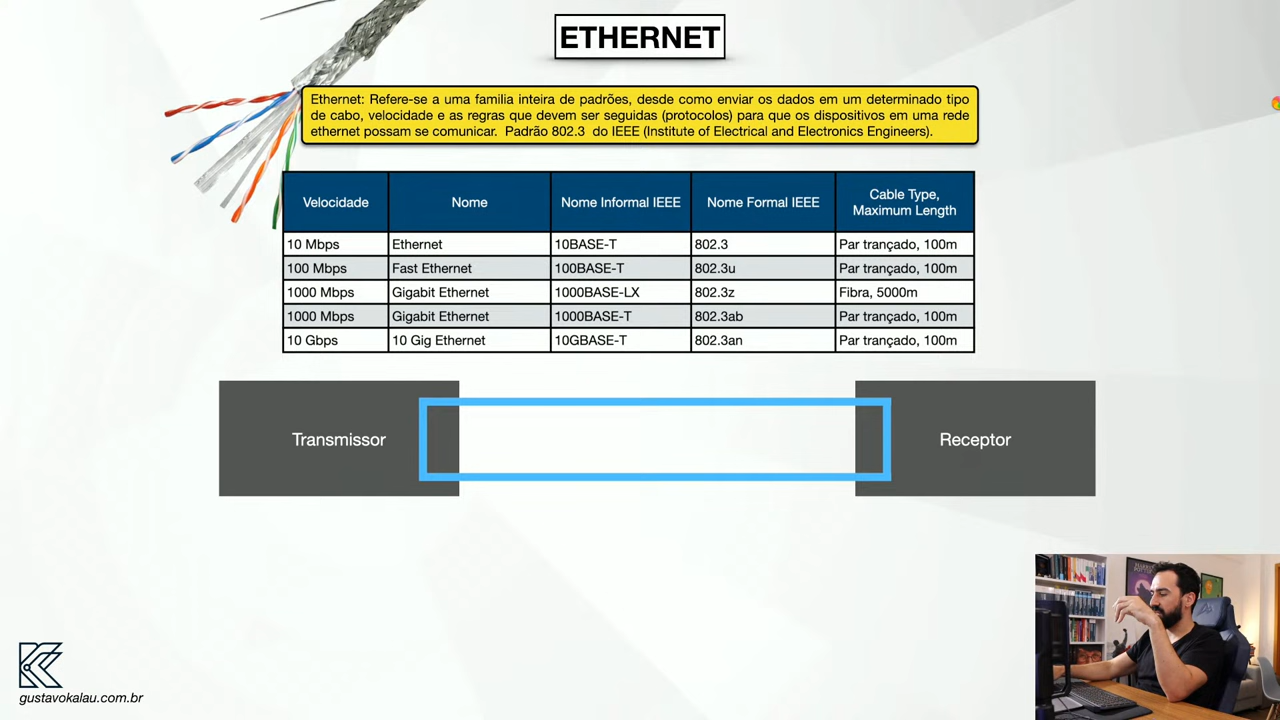 ETHERNET
Ethernet: Refere-se a uma familia inteira de padrões, desde como enviar os dados em um determinado tipo
de cabo, velocidade e as regras que devem ser seguidas (protocolos) para que os dispositivos em uma rede
ethernet possam se comunicar. Padrão 802.3 do IEEE (Institute of Electrical and Electronics Engineers).
Velocidade Nome Nome Informal IEEE Nome Formal IEEE Cable Type,
Maximum Length
10 Mbps Ethernet 10BASE-T 802.3 Par trançado, 100m
100 Mbps Fast Ethernet 100BASE-T 802.3u Par trançado, 100m
1000 Mbps Gigabit Ethernet 1000BASE-LX 802.3z Fibra, 5000m
1000 Mbps Gigabit Ethernet 1000BASE-T 802.3ab Par trançado, 100m
10 Gbps 10 Gig Ethernet 10GBASE-T 802.3an Par trançado, 100m
Transmissor Receptor
gustavokalau.com.br